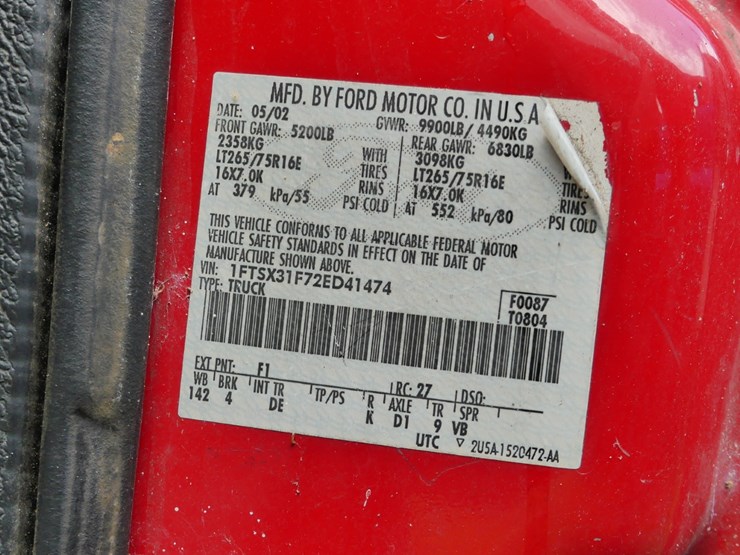 MFD. BY FORD MOTOR CO. IN U.S.A
DATE: 05/02 GVWR: 9900LB/ 4490KG
FRONT GAWR: 5200LB REAR GAWR: 6830LB
2358KG WITH 3098KG
LT265/75R16E TIRES LT265/75R16E TIRES
16X7.0K RIMS 16X7.0K RIMS
AT 379 kPa/55 PSI COLD AT 552 kPa/80 PSI COLD
THIS VEHICLE CONFORMS TO ALL APPLICABLE FEDERAL MOTOR
VEHICLE SAFETY STANDARDS IN EFFECT ON THE DATE OF
MANUFACTURE SHOWN ABOVE.
VIN: 1FTSX31F72ED41474
TYPE: TRUCK
F0087
T0804
EXT PNT: F1 RC: 27 DSO:
WB BRK INT TR TP/PS R AXLE TR SPR
142 4 DE K D1 9 VB
UTC ▽ 2U5A-1520472-AA